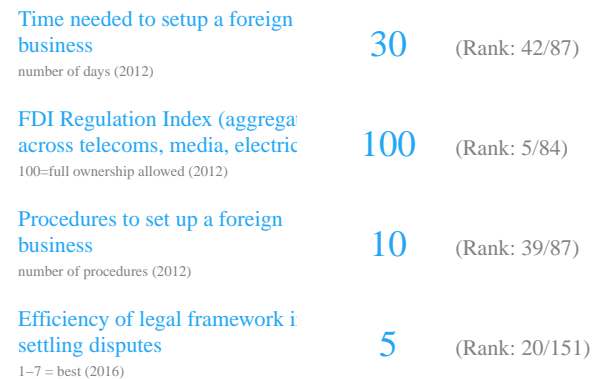 Time needed to setup a foreign
business
30 (Rank: 42/87)
number of days (2012)
FDI Regulation Index
across telecoms, media,
100 (Rank: 5/84)
100=full ownership allowed (2012)
Procedures to set up a foreign
business
10 (Rank: 39/87)
number of procedures (2012)
Efficiency of legal framework
settling disputes
5 (Rank: 20/151)
1–7 = best (2016)